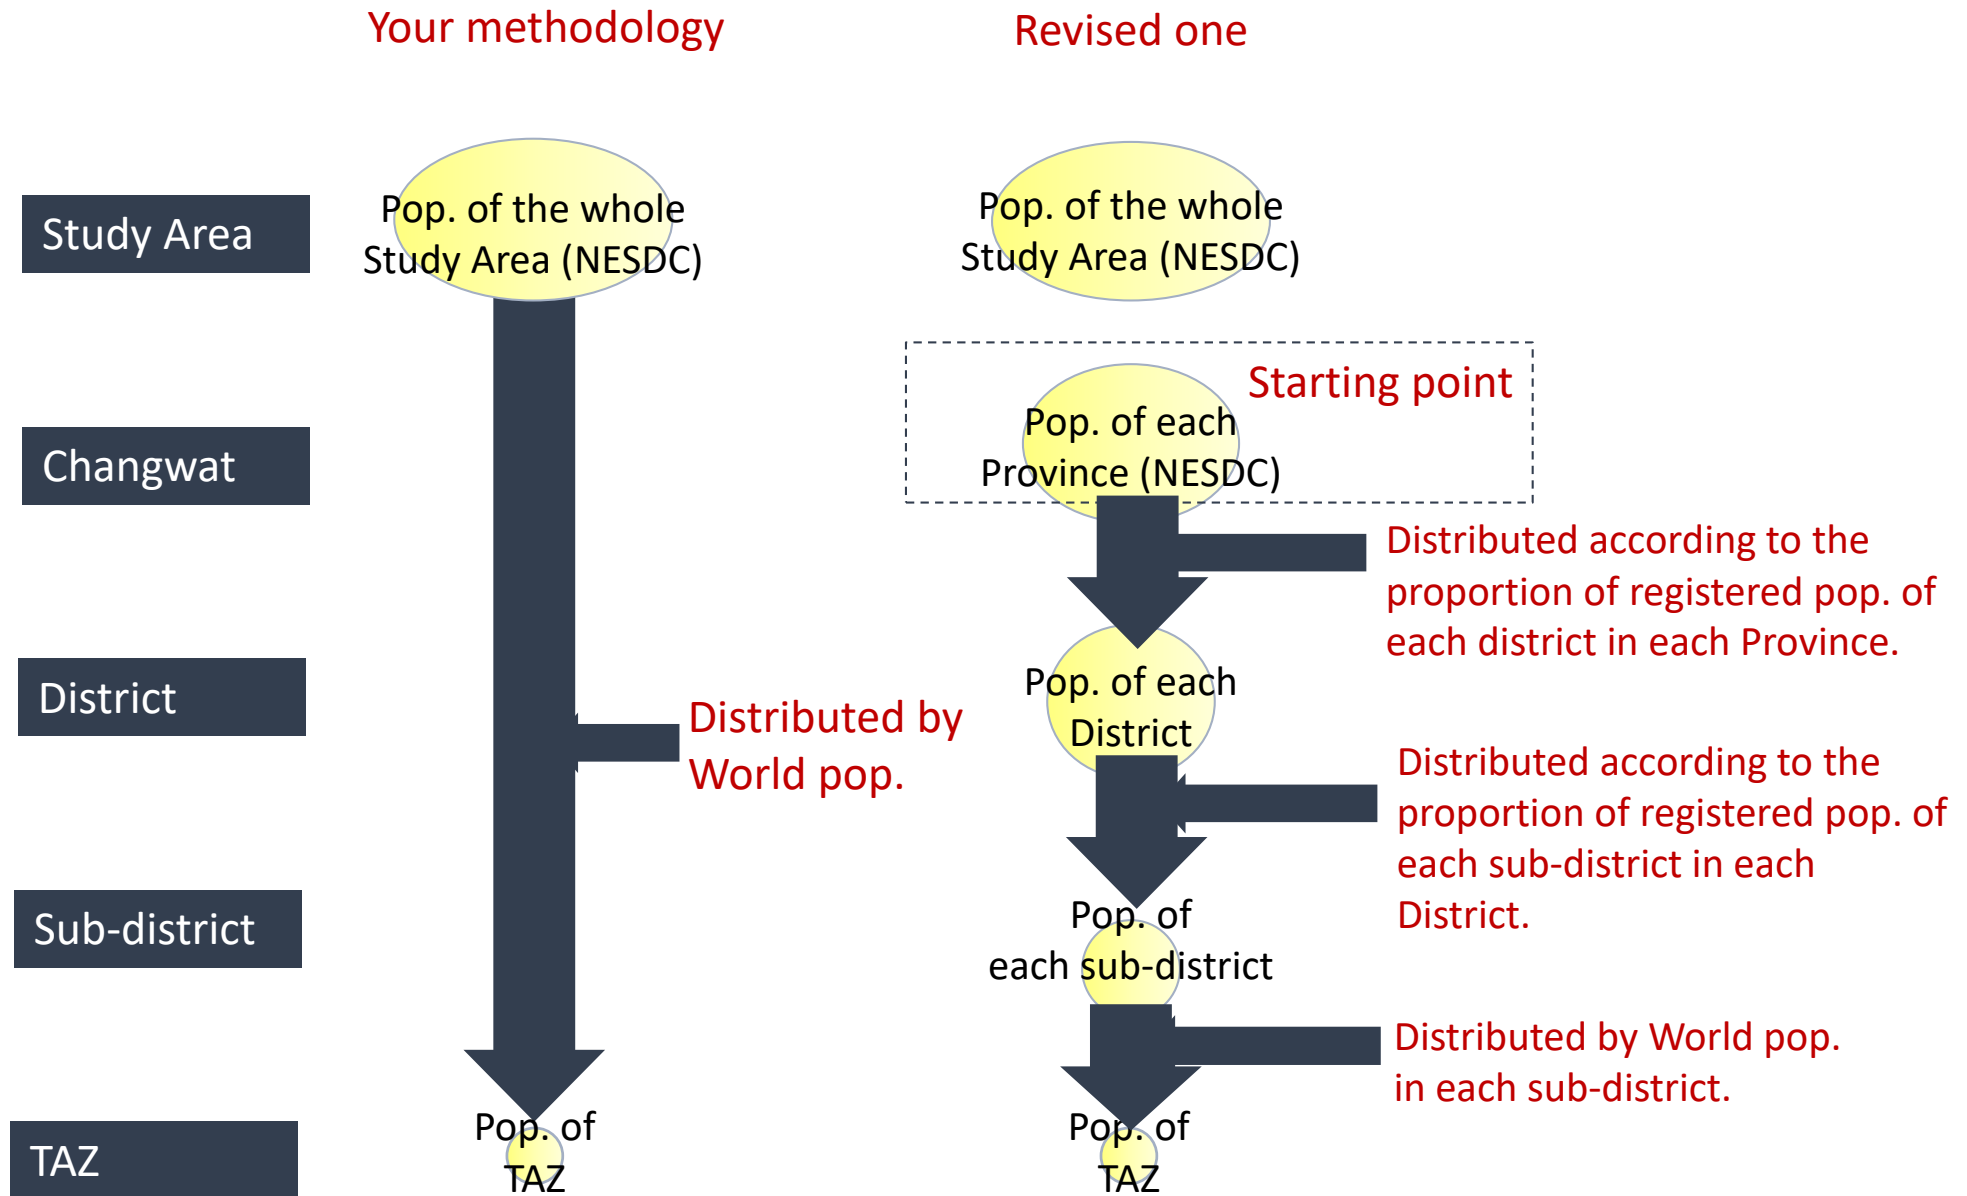 Your methodology
Revised one
Study Area
Pop. of the whole
Study Area (NESDC)
Pop. of the whole
Study Area (NESDC)
Starting point
Changwat
Pop. of each
Province (NESDC)
Distributed according to the
proportion of registered pop. of
each district in each Province.
District
Distributed by
World pop.
Pop. of each
District
Distributed according to the
proportion of registered pop. of
each sub-district in each
District.
Sub-district
Pop. of
each sub-district
Distributed by World pop.
in each sub-district.
TAZ
Pop. of
TAZ
Pop. of
TAZ